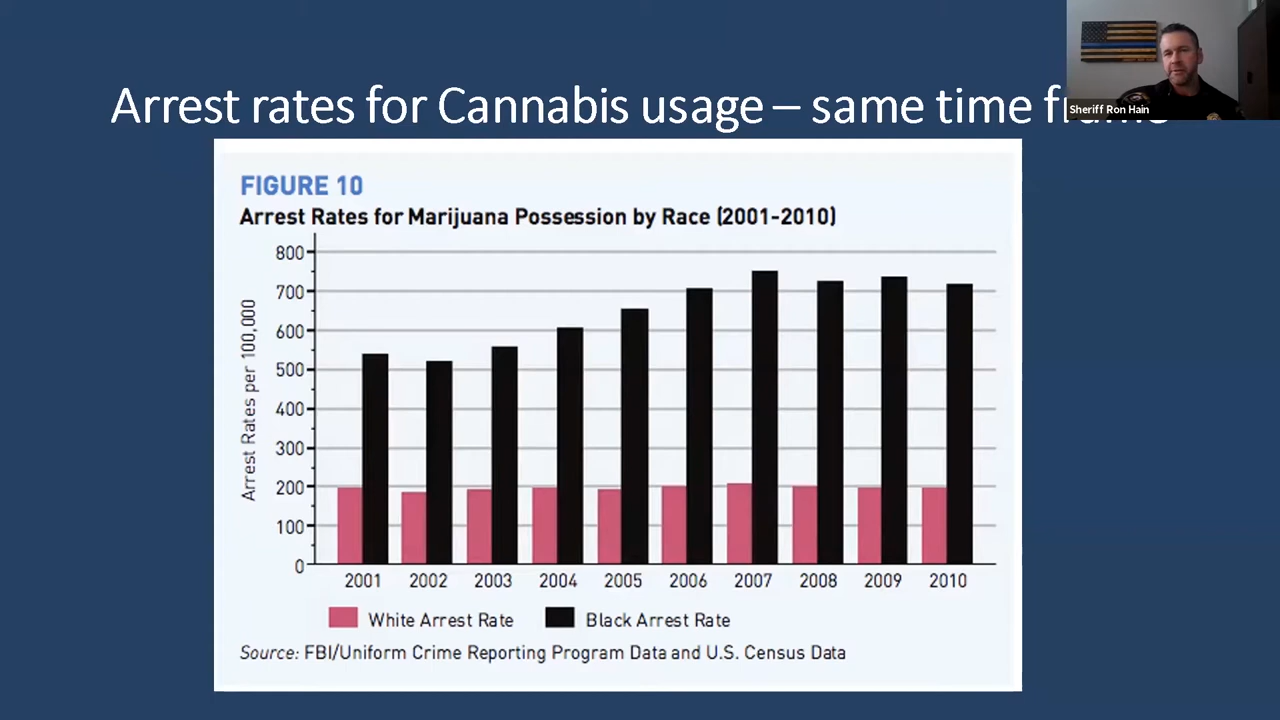 Arrest rates for Cannabis usage – same time
Sheriff Ron Hain
FIGURE 10
Arrest Rates for Marijuana Possession by Race (2001-2010)
Arrest Rates per 100,000
800
700
600
500
400
300
200
100
0
2001 2002 2003 2004 2005 2006 2007 2008 2009 2010
White Arrest Rate Black Arrest Rate
Source: FBI/Uniform Crime Reporting Program Data and U.S. Census Data